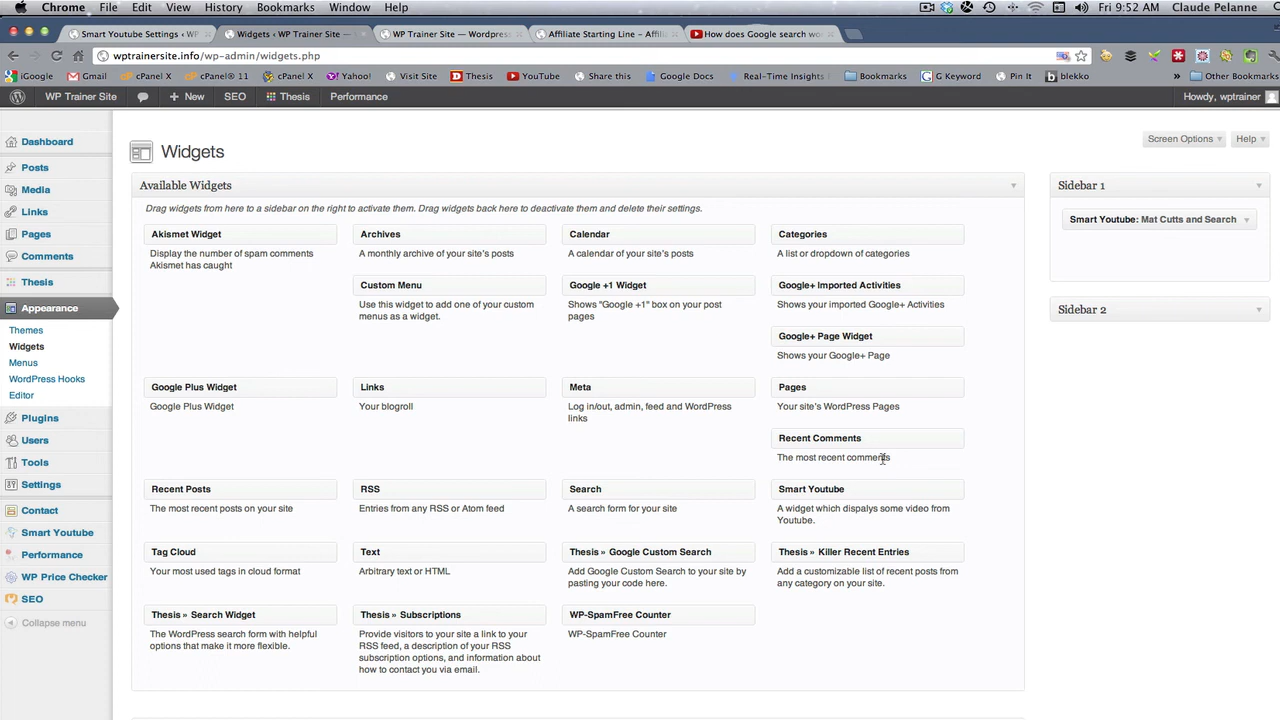 Chrome File Edit View History Bookmarks Window Help
Fri 9:52 AM Claude Pelanne
Smart Youtube Settings ‹ WP
Widgets ‹ WP Trainer Site —
WP Trainer Site — Wordpress
Affiliate Starting Line – Affili
How does Google search wo
wptrainersite.info/wp-admin/widgets.php
Google Gmail cPanel X cPanel® 11 cPanel X Yahoo! Visit Site Thesis YouTube Share this Google Docs Real-Time Insights Bookmarks G Keyword Pin It blekko » Other Bookmarks
WP Trainer Site + New SEO Thesis Performance Howdy, wptrainer
Dashboard
Posts
Media
Links
Pages
Comments
Thesis
Appearance
Themes
Widgets
Menus
WordPress Hooks
Editor
Plugins
Users
Tools
Settings
Contact
Smart Youtube
Performance
WP Price Checker
SEO
Collapse menu
Screen Options Help
Widgets
Available Widgets
Drag widgets from here to a sidebar on the right to activate them. Drag widgets back here to deactivate them and delete their settings.
Akismet Widget
Display the number of spam comments
Akismet has caught
Archives
A monthly archive of your site's posts
Calendar
A calendar of your site's posts
Categories
A list or dropdown of categories
Custom Menu
Use this widget to add one of your custom
menus as a widget.
Google +1 Widget
Shows "Google +1" box on your post
pages
Google+ Imported Activities
Shows your imported Google+ Activities
Google+ Page Widget
Shows your Google+ Page
Google Plus Widget
Google Plus Widget
Links
Your blogroll
Meta
Log in/out, admin, feed and WordPress
links
Pages
Your site's WordPress Pages
Recent Comments
The most recent comments
Recent Posts
The most recent posts on your site
RSS
Entries from any RSS or Atom feed
Search
A search form for your site
Smart Youtube
A widget which dispalys some video from
Youtube.
Tag Cloud
Your most used tags in cloud format
Text
Arbitrary text or HTML
Thesis » Google Custom Search
Add Google Custom Search to your site by
pasting your code here.
Thesis » Killer Recent Entries
Add a customizable list of recent posts from
any category on your site.
Thesis » Search Widget
The WordPress search form with helpful
options that make it more flexible.
Thesis » Subscriptions
Provide visitors to your site a link to your
RSS feed, a description of your RSS
subscription options, and information about
how to contact you via email.
WP-SpamFree Counter
WP-SpamFree Counter
Sidebar 1
Smart Youtube: Mat Cutts and Search
Sidebar 2